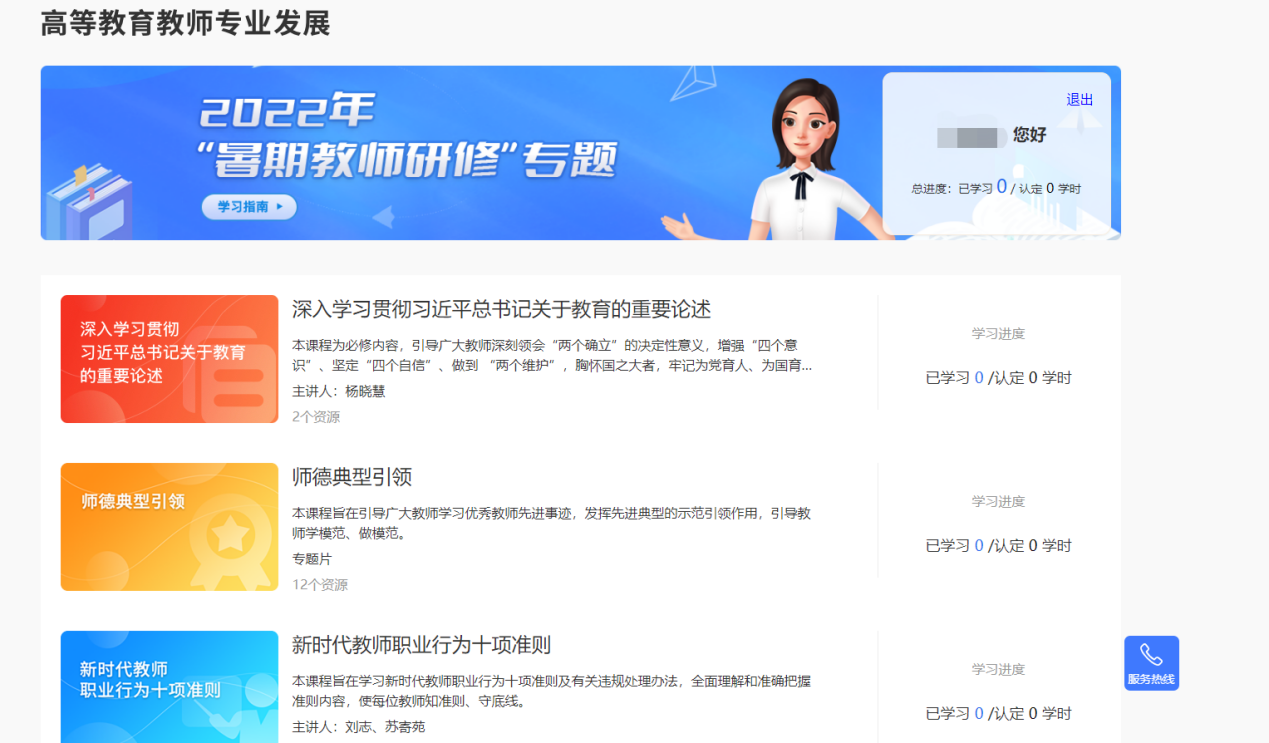 高等教育教师专业发展
2022年
“暑期教师研修”专题
学习指南
退出
您好
总进度：已学习 0 / 认定 0 学时
深入学习贯彻
习近平总书记关于教育
的重要论述
深入学习贯彻习近平总书记关于教育的重要论述
本课程为必修内容，引导广大教师深刻领会“两个确立”的决定性意义，增强“四个意
识”、坚定“四个自信”、做到 “两个维护”，胸怀国之大者，牢记为党育人、为国育...
主讲人：杨晓慧
2个资源
学习进度
已学习 0 /认定 0 学时
师德典型引领
师德典型引领
本课程旨在引导广大教师学习优秀教师先进事迹，发挥先进典型的示范引领作用，引导教
师学模范、做模范。
专题片
12个资源
学习进度
已学习 0 /认定 0 学时
新时代教师
职业行为十项准则
新时代教师职业行为十项准则
本课程旨在学习新时代教师职业行为十项准则及有关违规处理办法，全面理解和准确把握
准则内容，使每位教师知准则、守底线。
主讲人：刘志、苏寄宛
学习进度
已学习 0 /认定 0 学时
服务热线